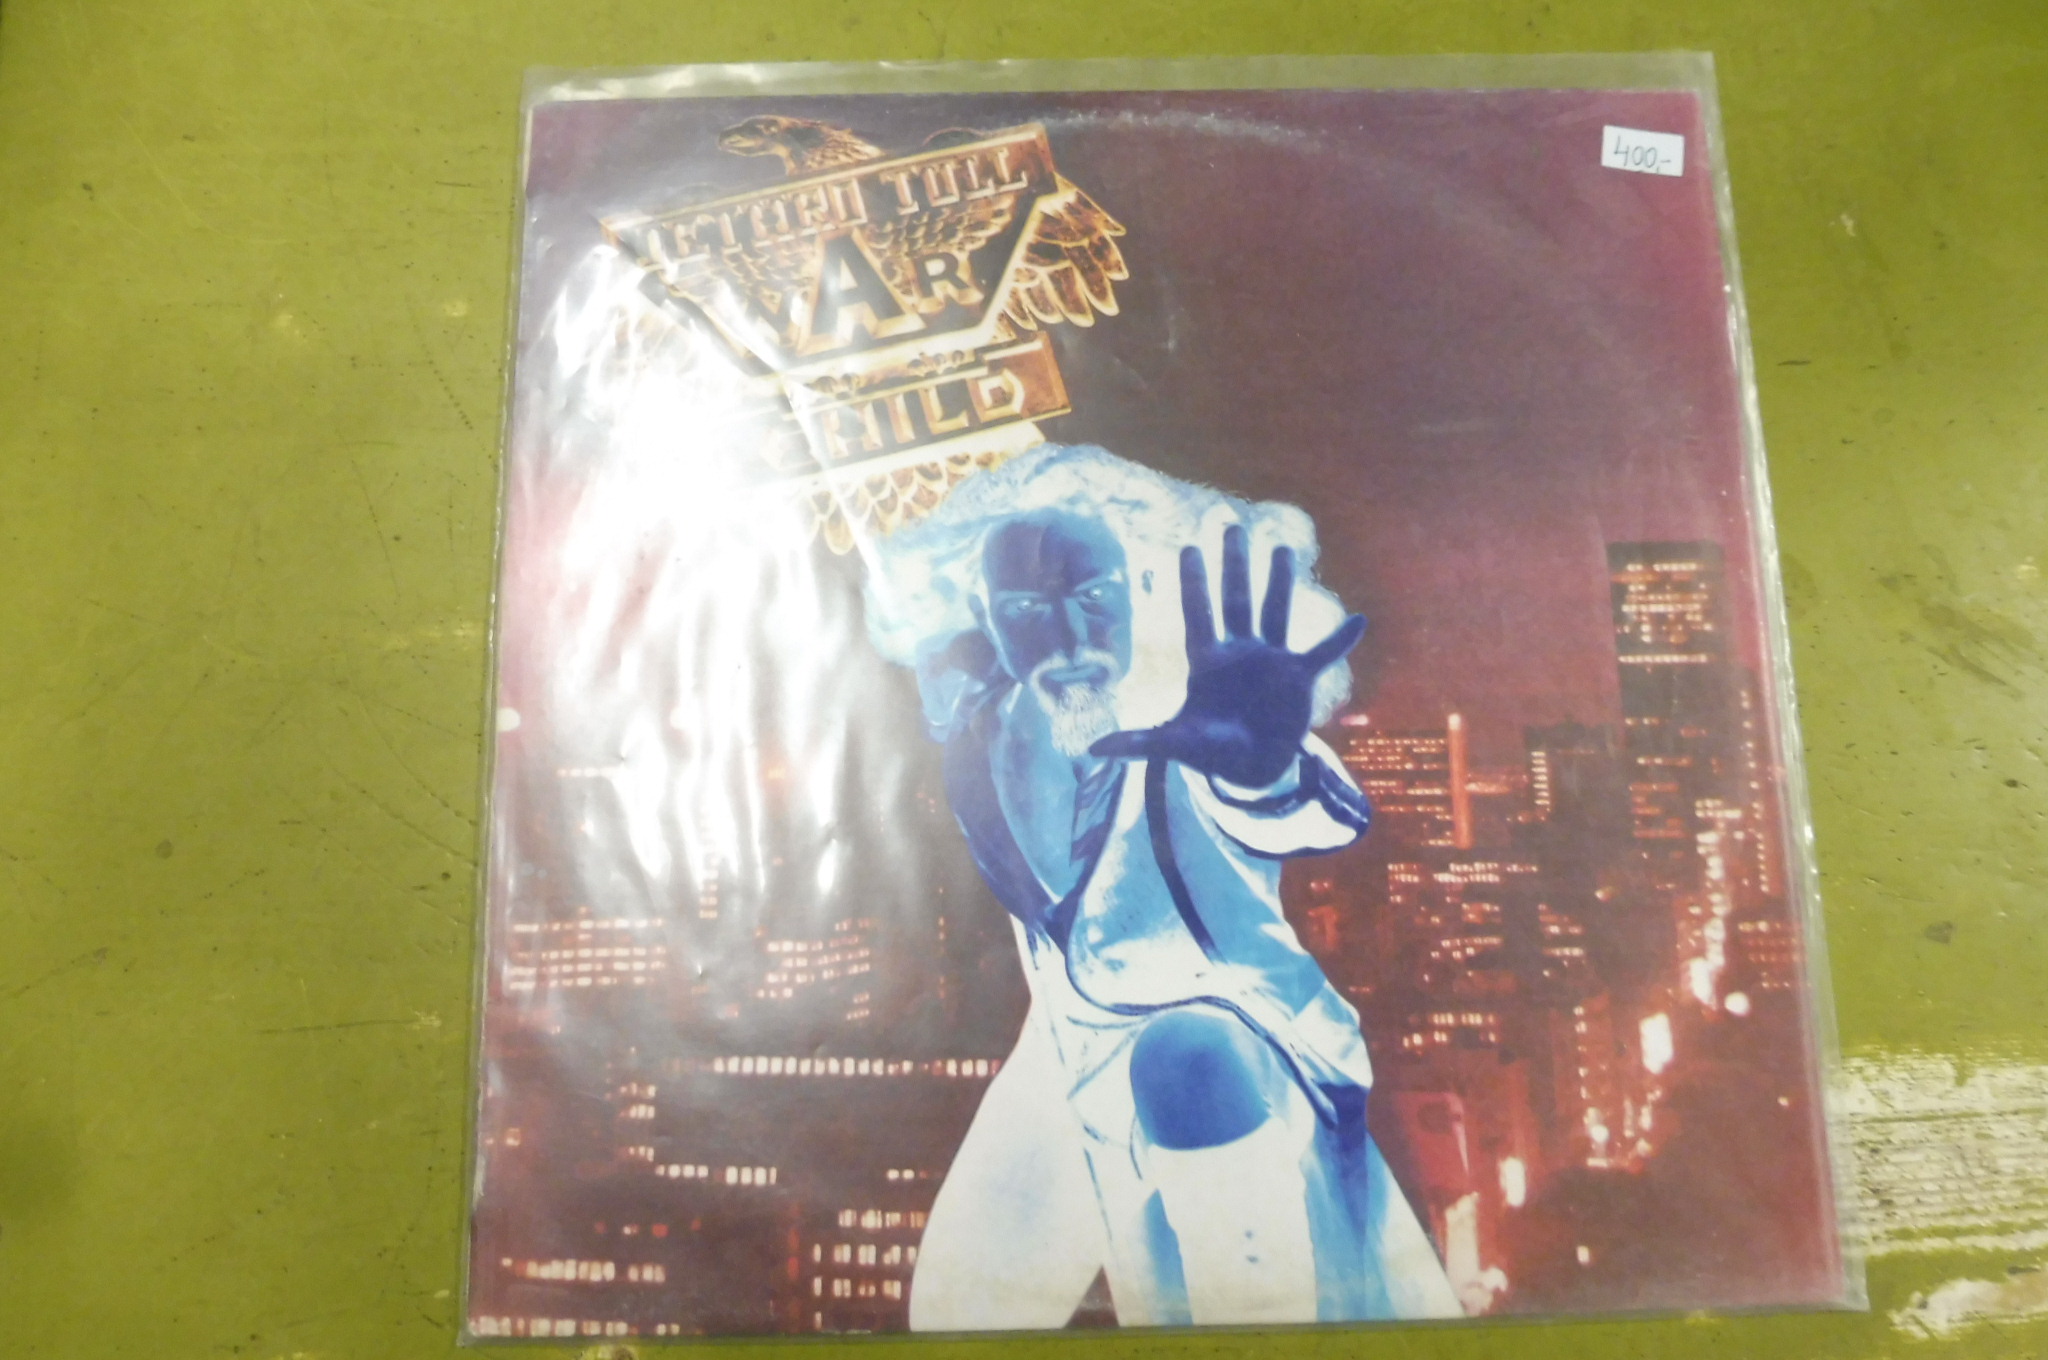 JETHRO TULL
WAR
CHILD
400,-